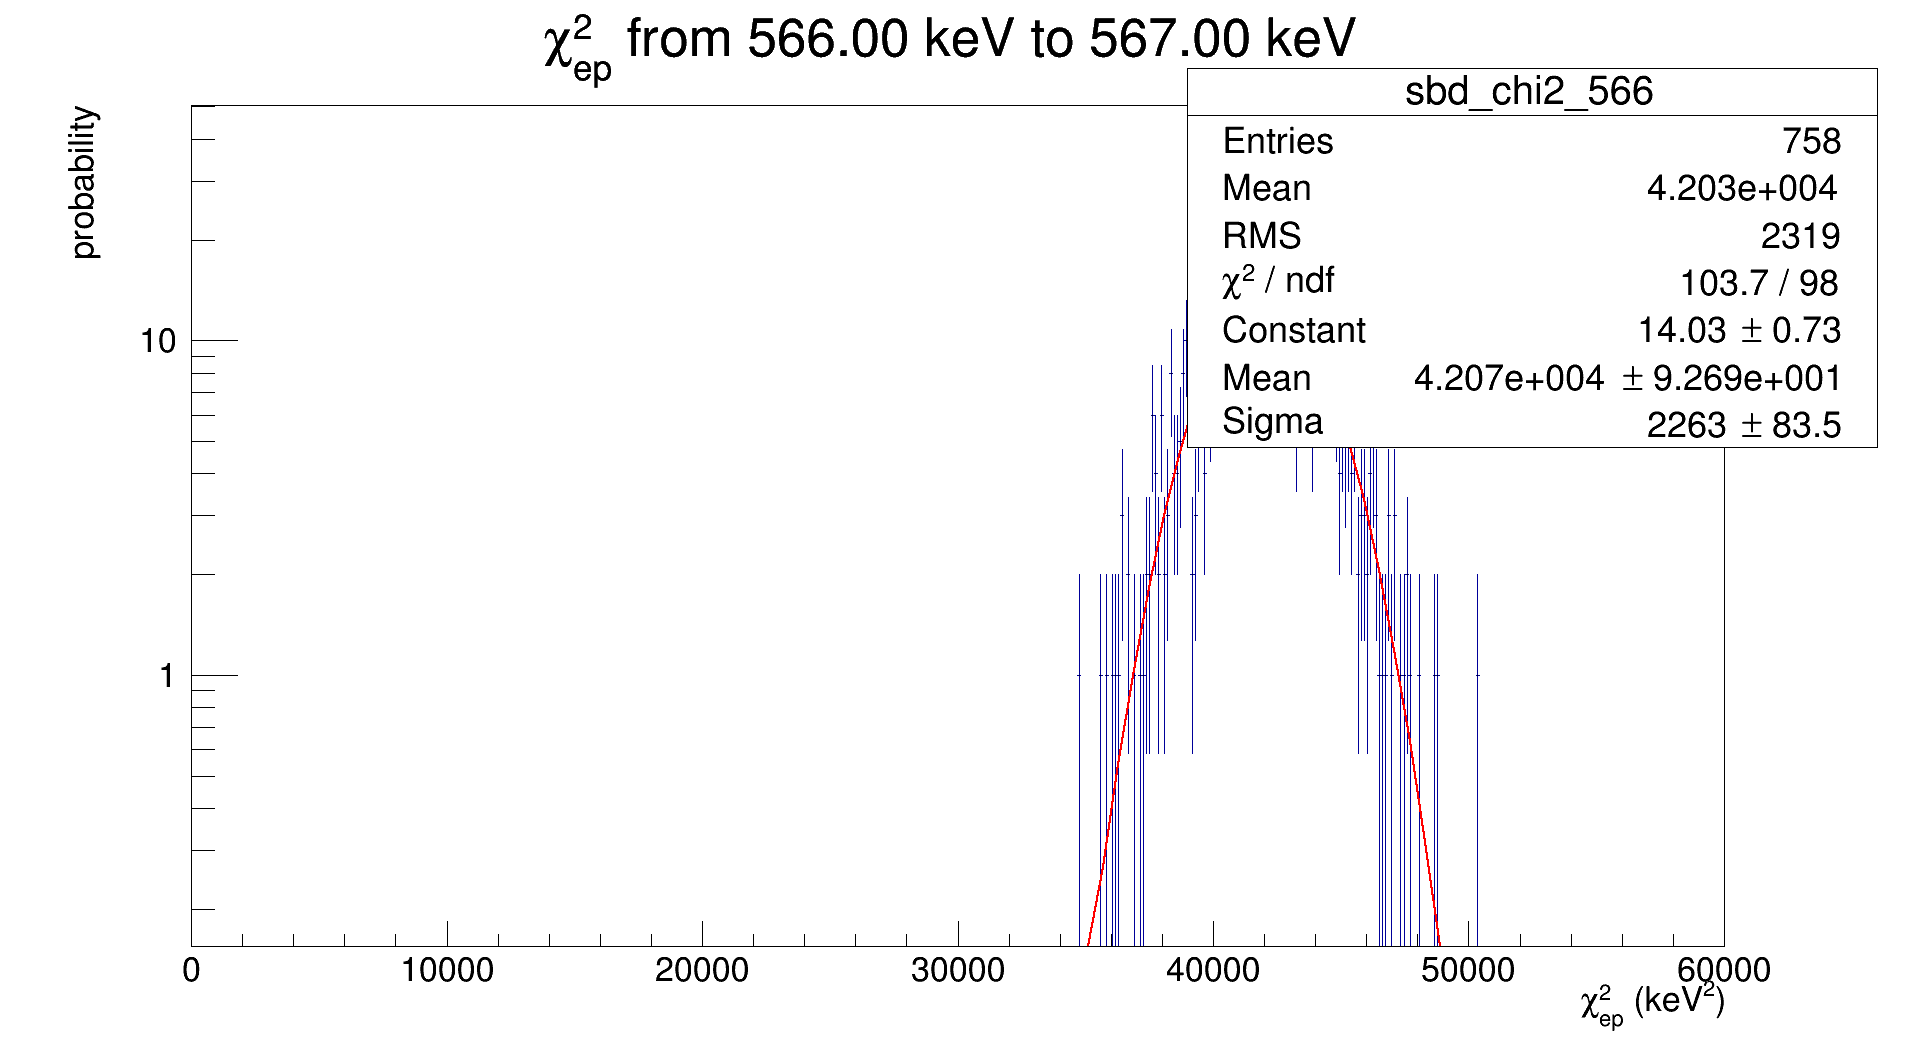 χ²ep from 566.00 keV to 567.00 keV
probability
sbd_chi2_566
Entries 758
Mean 4.203e+004
RMS 2319
χ² / ndf 103.7 / 98
Constant 14.03 ± 0.73
Mean 4.207e+004 ± 9.269e+001
Sigma 2263 ± 83.5
10
1
0 10000 20000 30000 40000 50000 60000
χ²ep (keV²)